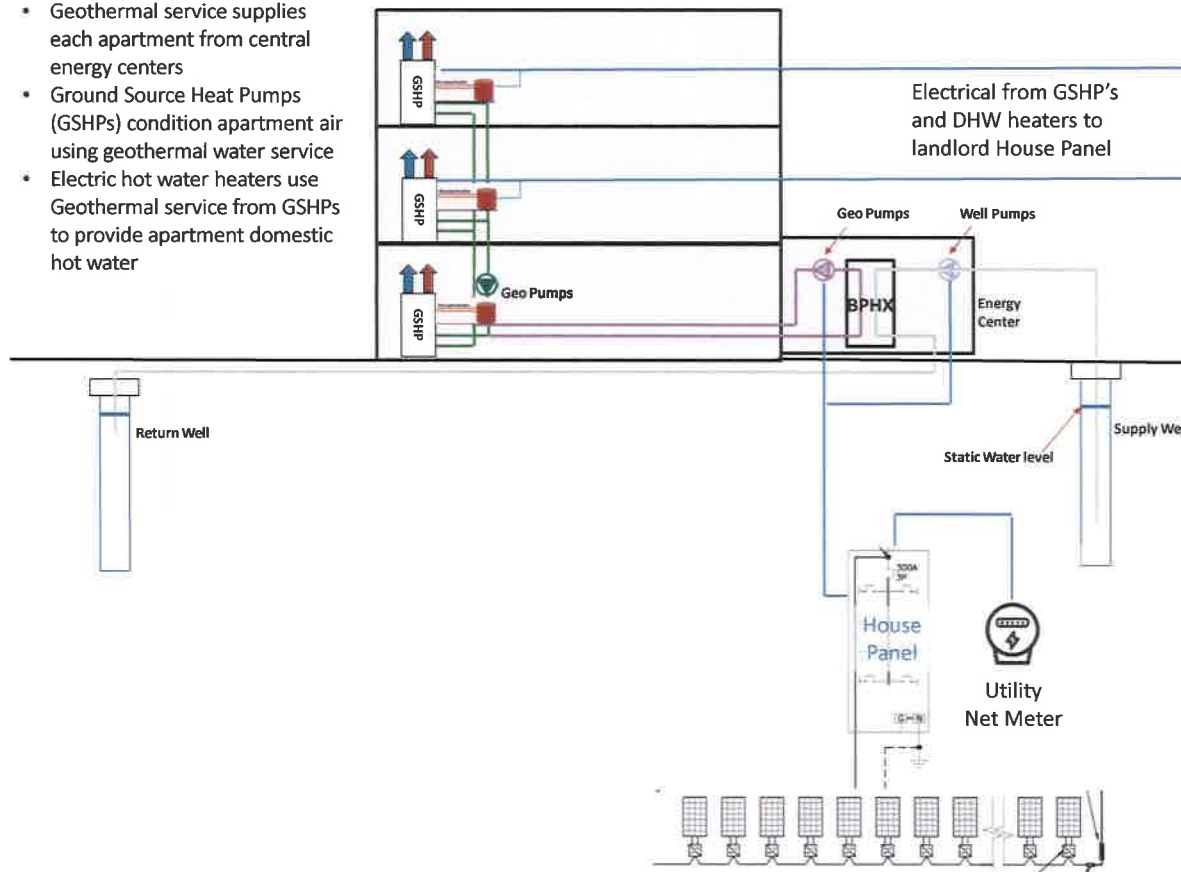 • Geothermal service supplies
each apartment from central
energy centers
• Ground Source Heat Pumps
(GSHPs) condition apartment air
using geothermal water service
• Electric hot water heaters use
Geothermal service from GSHPs
to provide apartment domestic
hot water
GSHP
GSHP
GSHP
Geo Pumps
Electrical from GSHP's
and DHW heaters to
landlord House Panel
Geo Pumps
Well Pumps
BPHX
Energy
Center
Return Well
Supply We
Static Water level
300A
3P
House
Panel
G
N
Utility
Net Meter